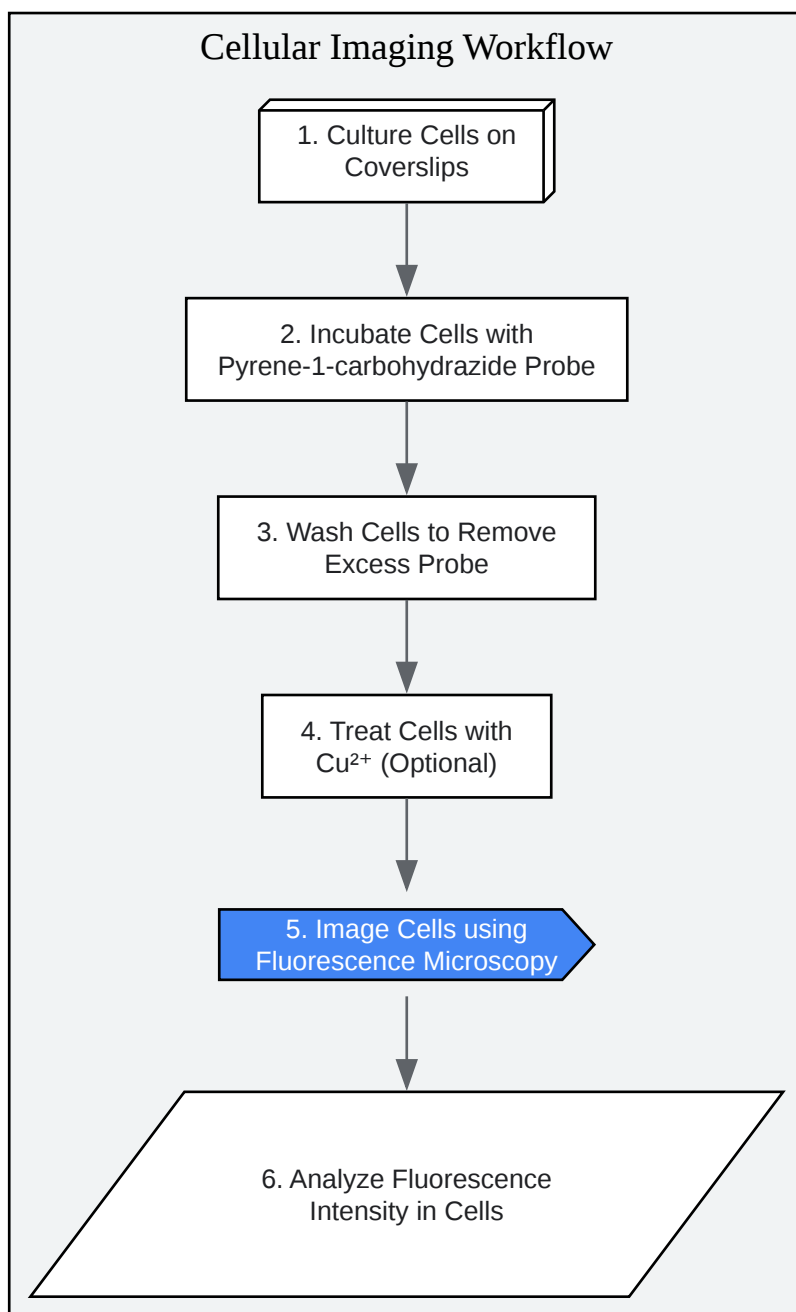 Cellular Imaging Workflow
1. Culture Cells on
Coverslips
2. Incubate Cells with
Pyrene-1-carbohydrazide Probe
3. Wash Cells to Remove
Excess Probe
4. Treat Cells with
Cu²⁺ (Optional)
5. Image Cells using
Fluorescence Microscopy
6. Analyze Fluorescence
Intensity in Cells